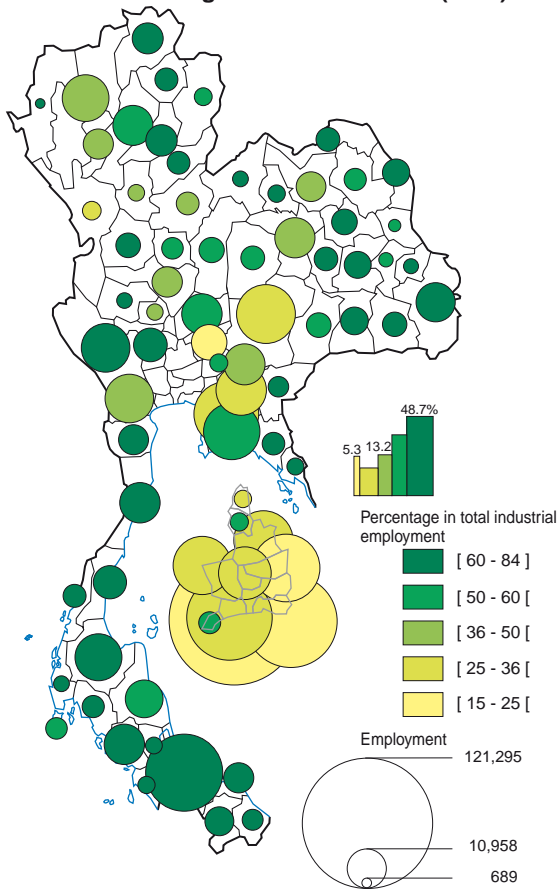 48.7%
5.3 13.2
Percentage in total industrial
employment
[ 60 - 84 ]
[ 50 - 60 [
[ 36 - 50 [
[ 25 - 36 [
[ 15 - 25 [
Employment
121,295
10,958
689